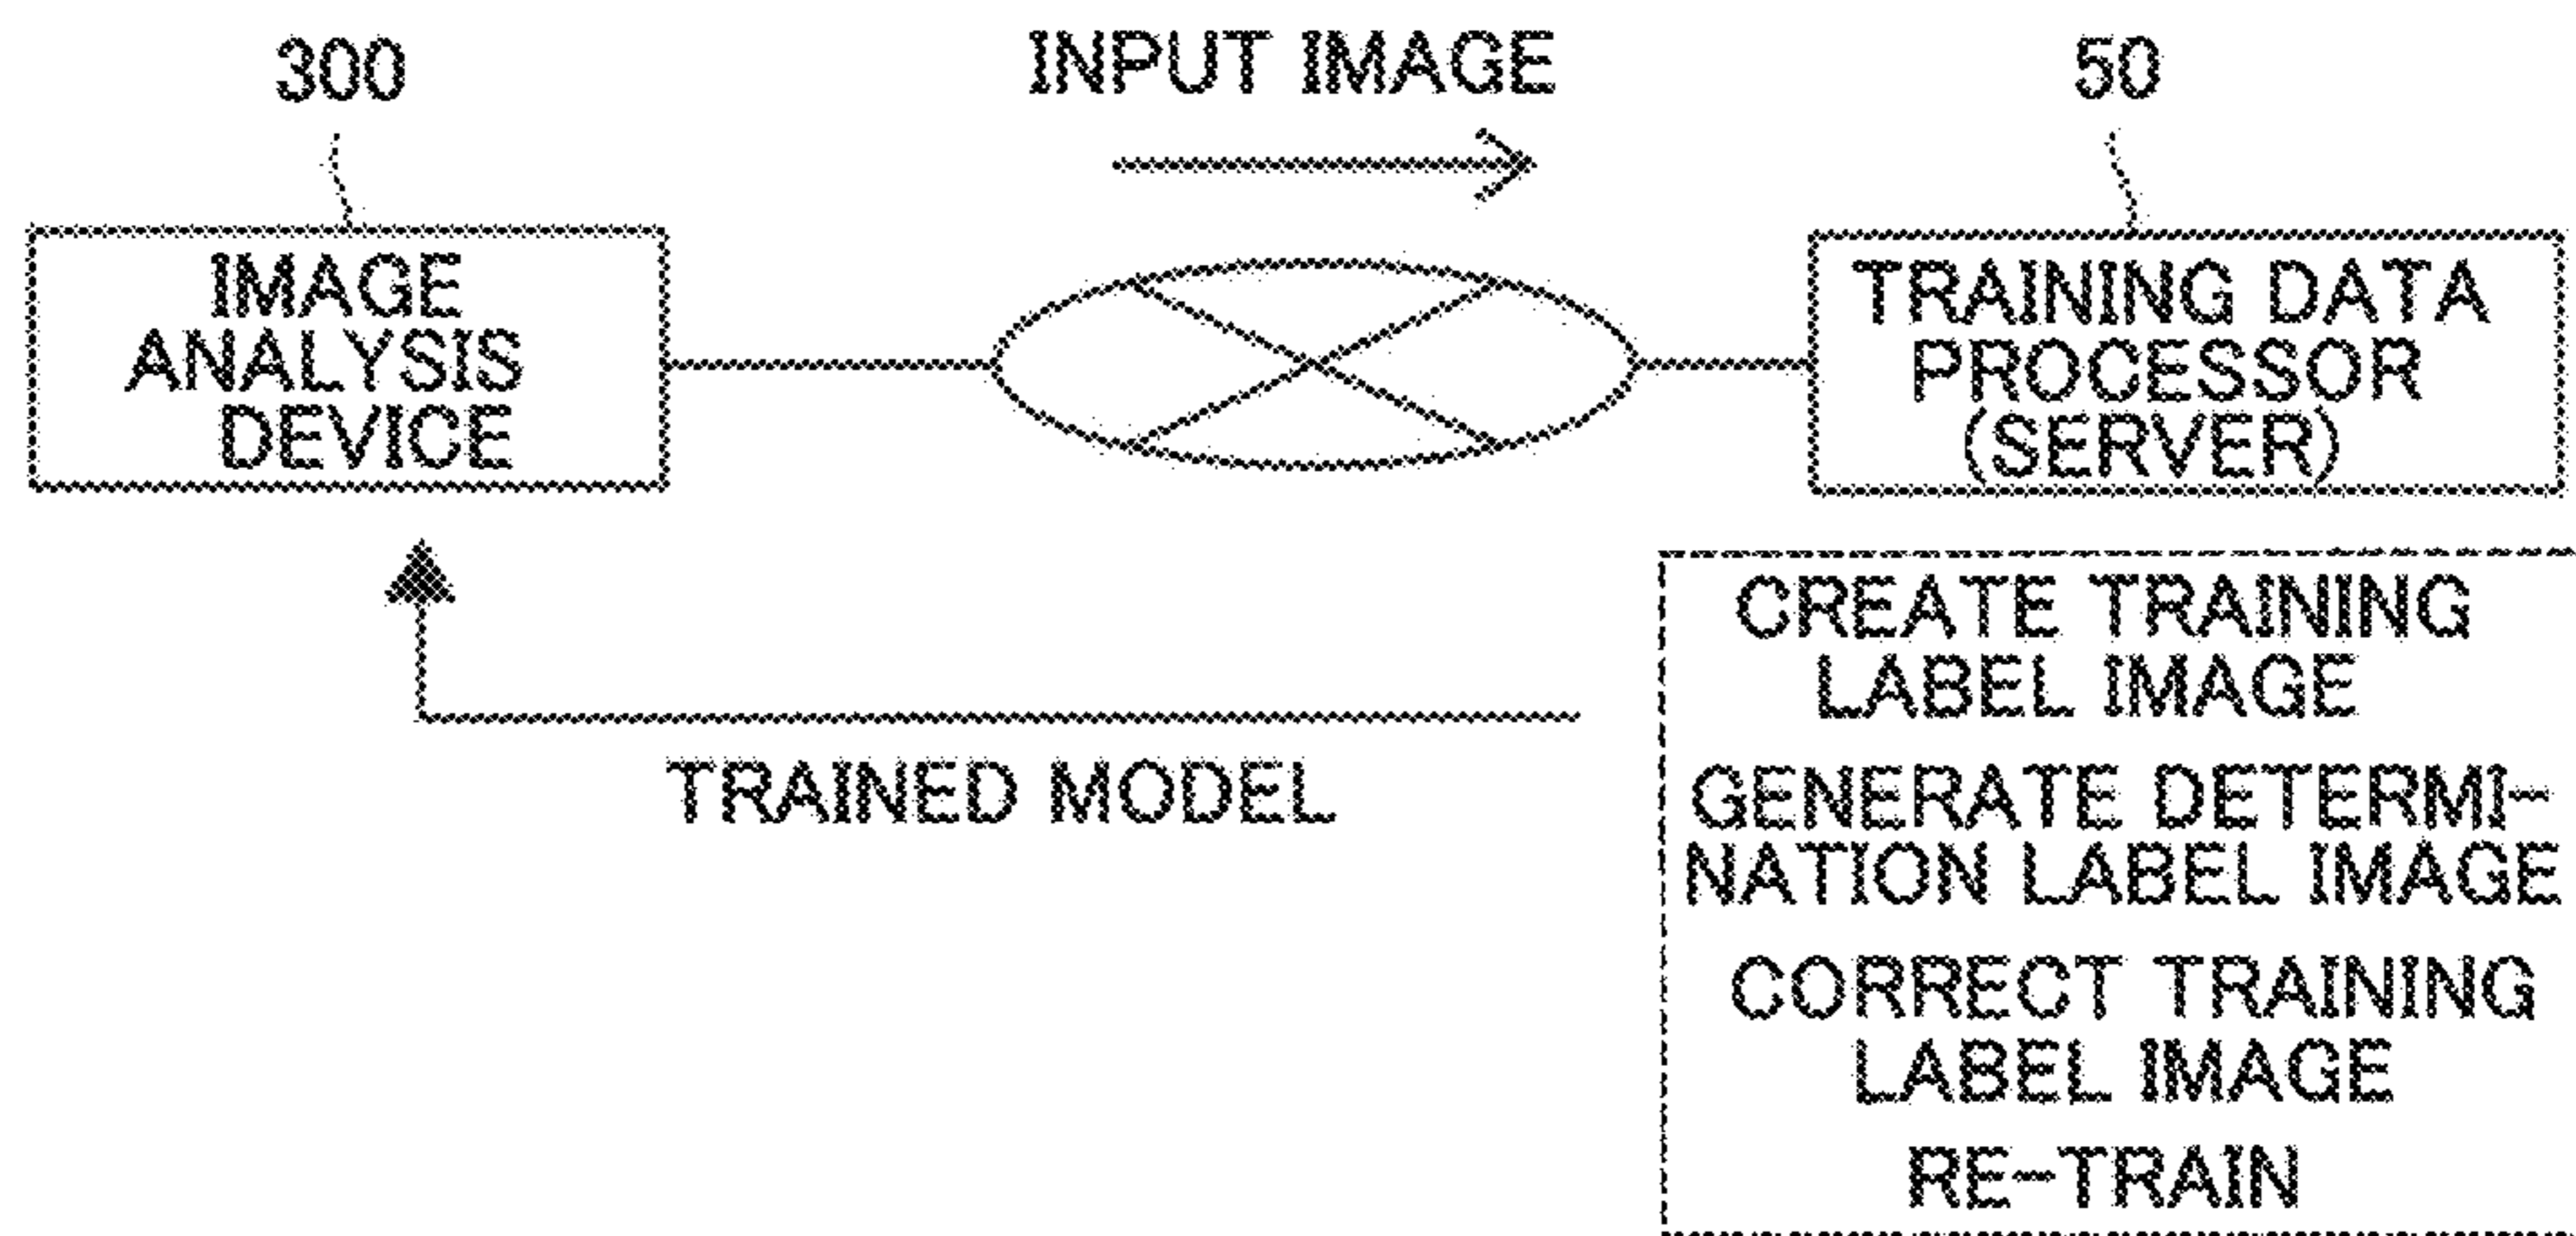 300
INPUT IMAGE
50
IMAGE
ANALYSIS
DEVICE
TRAINING DATA
PROCESSOR
(SERVER)
TRAINED MODEL
CREATE TRAINING
LABEL IMAGE
GENERATE DETERMI-
NATION LABEL IMAGE
CORRECT TRAINING
LABEL IMAGE
RE-TRAIN